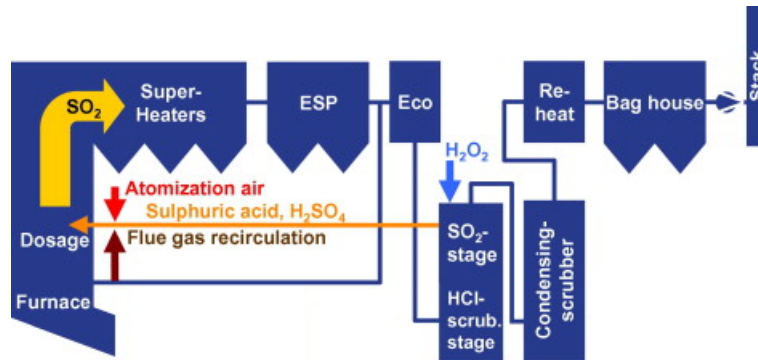 SO₂
Super-
Heaters
ESP
Eco
Re-
heat
Bag house
Stack
H₂O₂
Atomization air
Sulphuric acid, H₂SO₄
Flue gas recirculation
Dosage
Furnace
SO₂-
stage
HCl-
scrub.
stage
Condensing-
scrubber